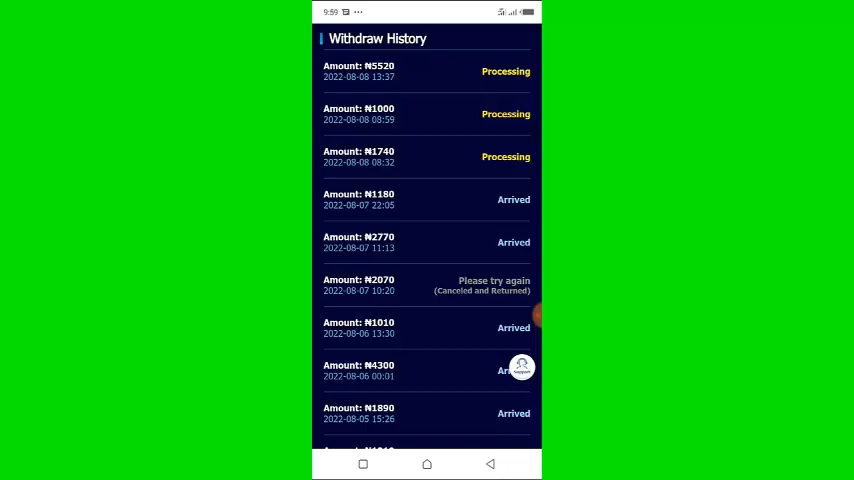 9:59
Withdraw History
Amount: ₦5520
2022-08-08 13:37
Processing
Amount: ₦1000
2022-08-08 08:59
Processing
Amount: ₦1740
2022-08-08 08:32
Processing
Amount: ₦1180
2022-08-07 22:05
Arrived
Amount: ₦2770
2022-08-07 11:13
Arrived
Amount: ₦2070
2022-08-07 10:20
Please try again
(Canceled and Returned)
Amount: ₦1010
2022-08-06 13:30
Arrived
Amount: ₦4300
2022-08-06 00:01
Support
Amount: ₦1890
2022-08-05 15:26
Arrived